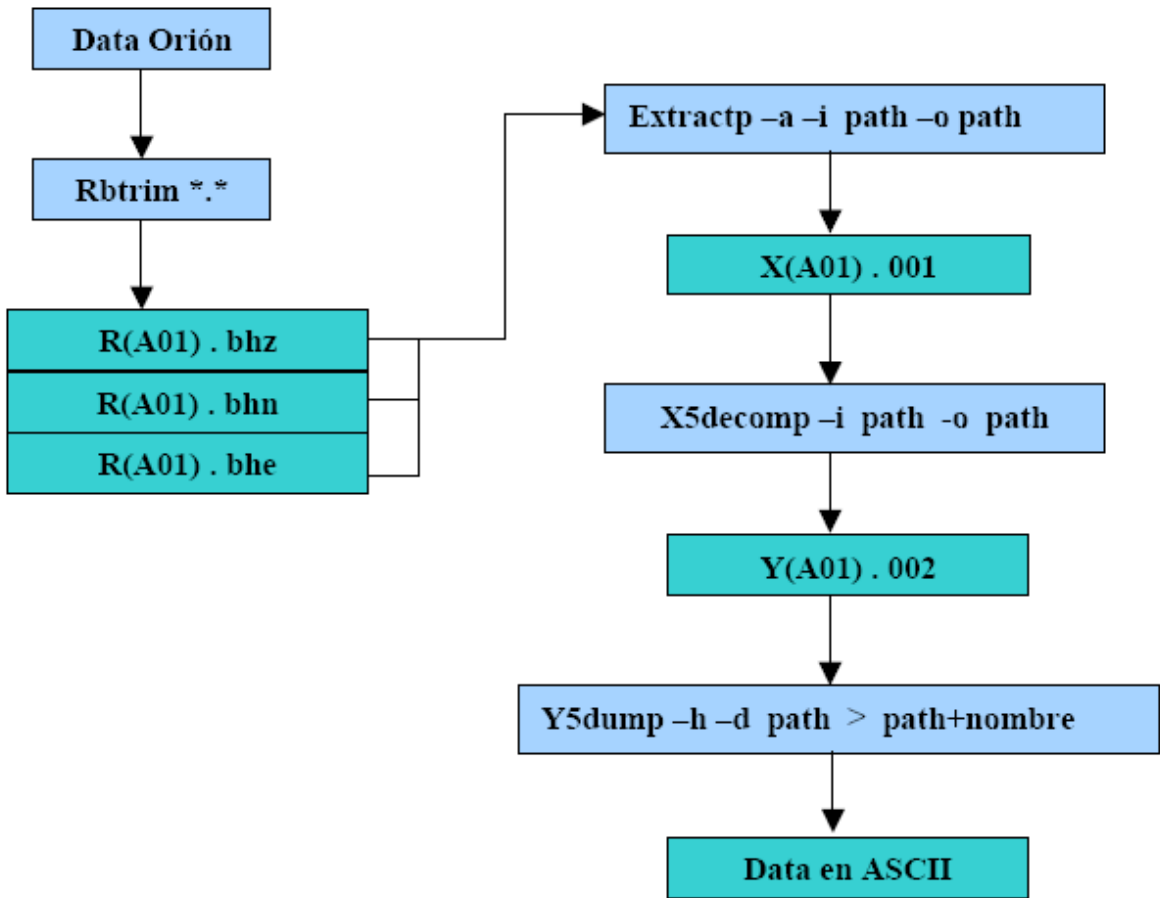 Data Orión
Rbtrim *.*
R(A01) . bhz
R(A01) . bhn
R(A01) . bhe
Extractp –a –i path –o path
X(A01) . 001
X5decomp –i path -o path
Y(A01) . 002
Y5dump –h –d path > path+nombre
Data en ASCII